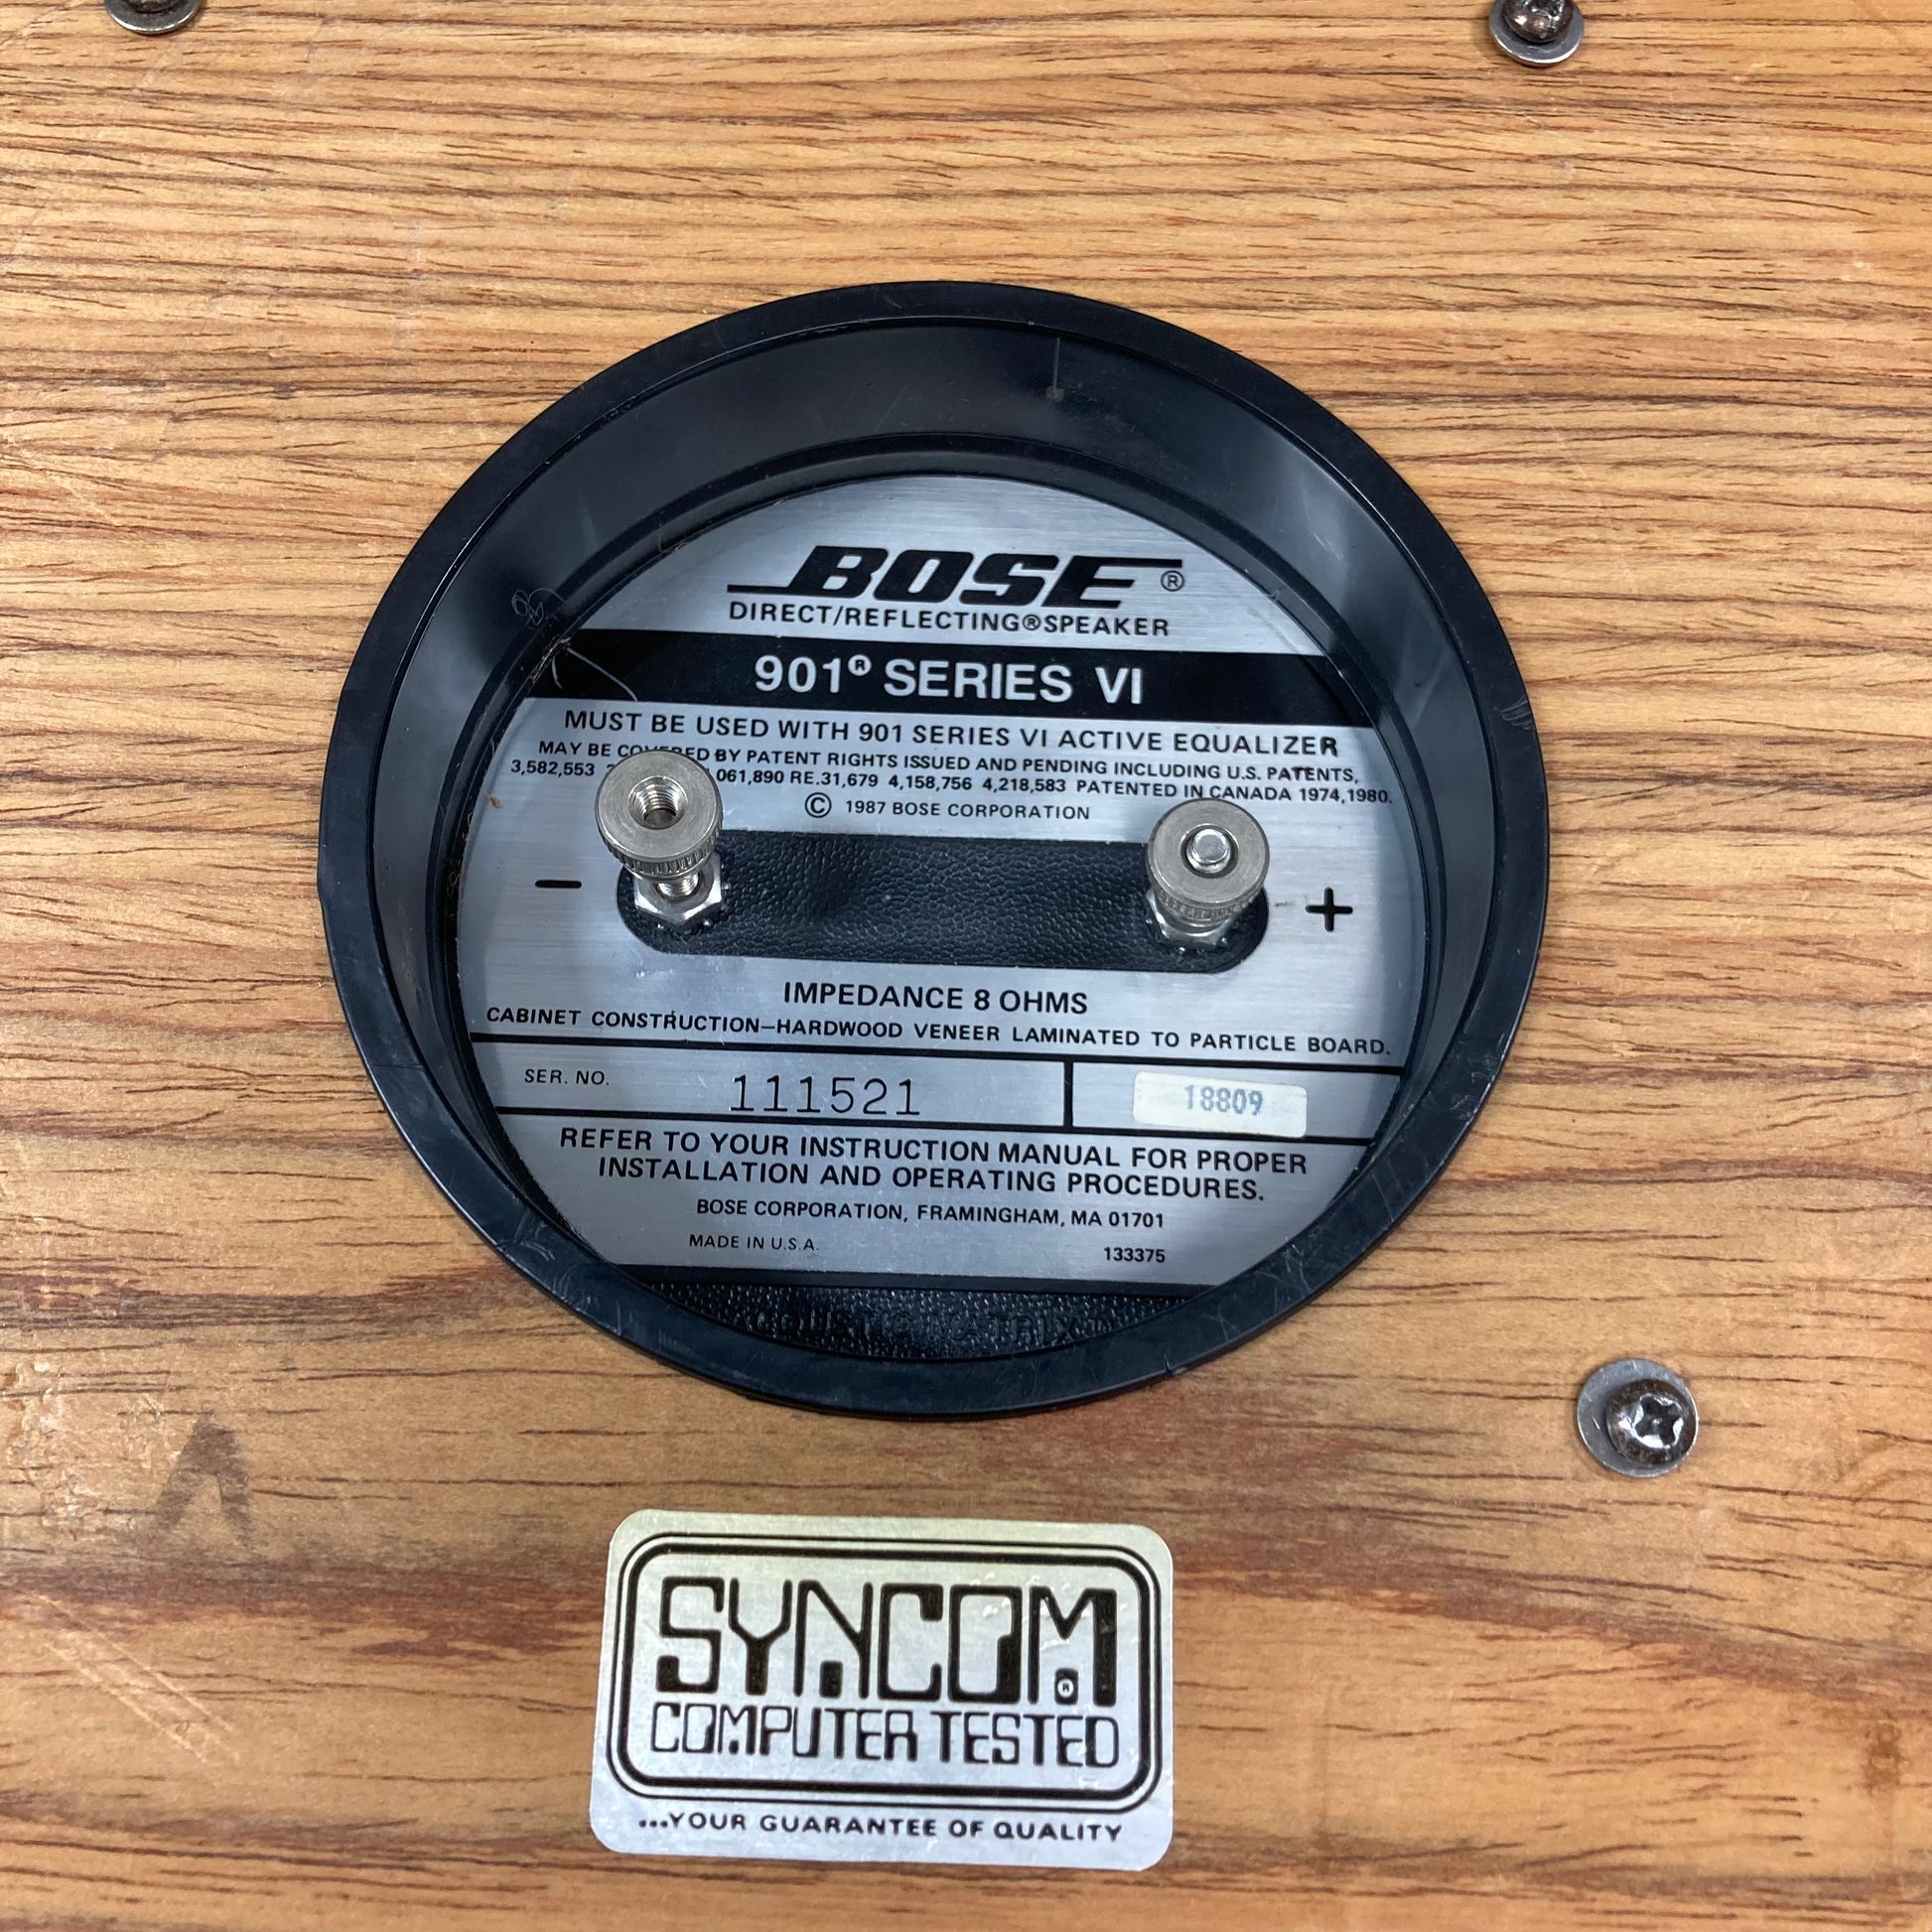 BOSE®
DIRECT/REFLECTING® SPEAKER
901® SERIES VI
MUST BE USED WITH 901 SERIES VI ACTIVE EQUALIZER
MAY BE COVERED BY PATENT RIGHTS ISSUED AND PENDING INCLUDING U.S. PATENTS,
3,582,553 061,890 RE.31,679 4,158,756 4,218,583 PATENTED IN CANADA 1974,1980.
© 1987 BOSE CORPORATION
− +
IMPEDANCE 8 OHMS
CABINET CONSTRUCTION—HARDWOOD VENEER LAMINATED TO PARTICLE BOARD.
SER. NO. 111521 18809
REFER TO YOUR INSTRUCTION MANUAL FOR PROPER
INSTALLATION AND OPERATING PROCEDURES.
BOSE CORPORATION, FRAMINGHAM, MA 01701
MADE IN U.S.A. 133375
ACOUSTIC MATRIX
SYNCOM®
COMPUTER TESTED
...YOUR GUARANTEE OF QUALITY